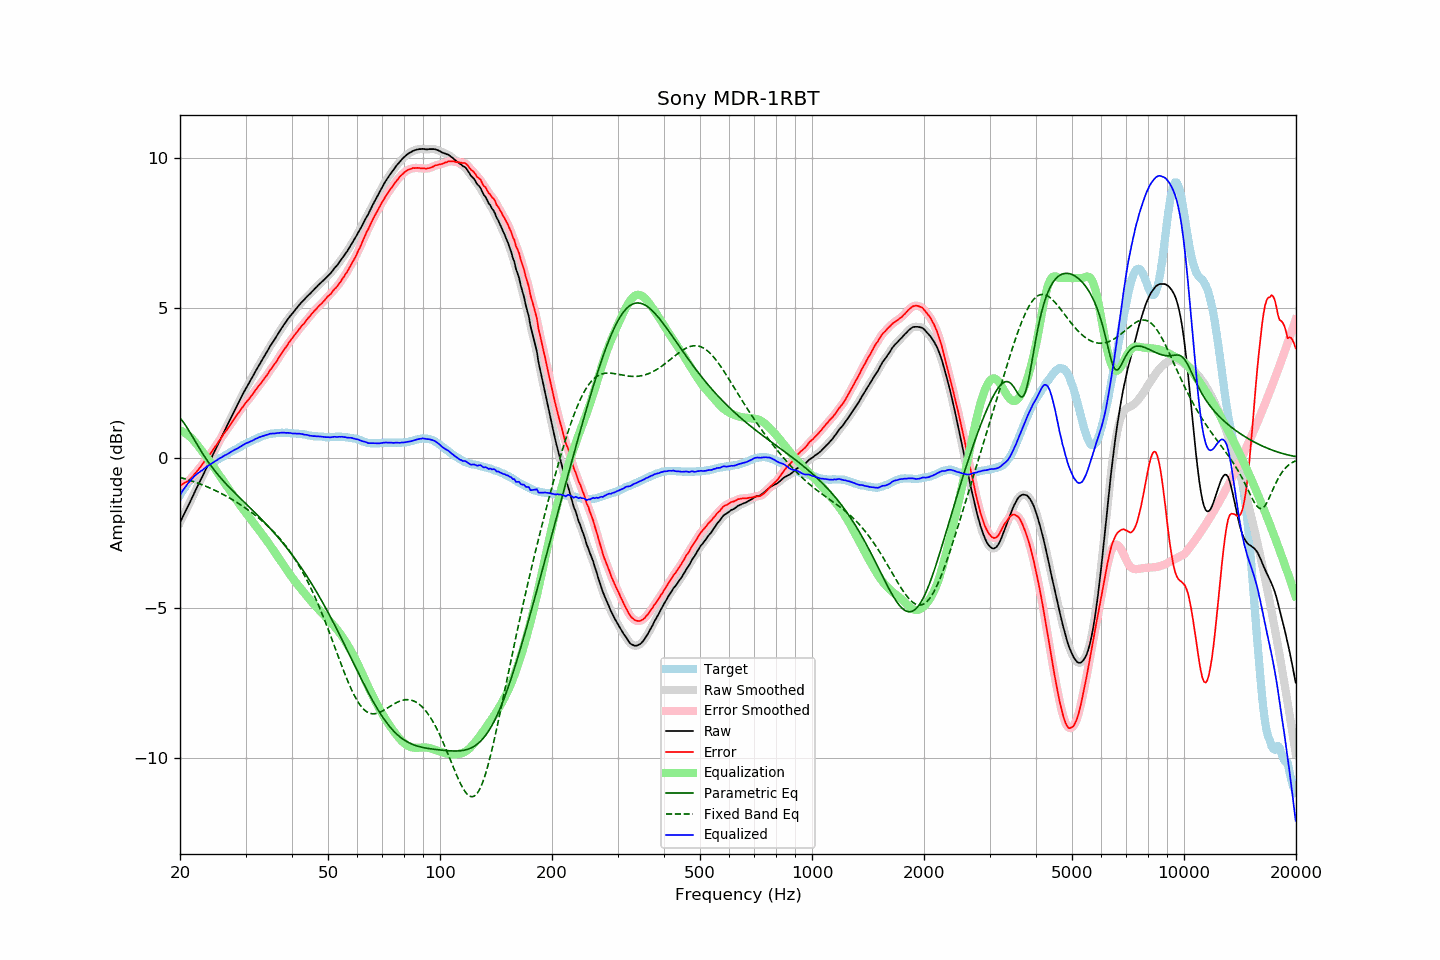 Sony MDR-1RBT
Amplitude (dBr)
10
5
0
−5
−10
20
50
100
200
500
1000
2000
5000
10000
20000
Frequency (Hz)
Target
Raw Smoothed
Error Smoothed
Raw
Error
Equalization
Parametric Eq
Fixed Band Eq
Equalized